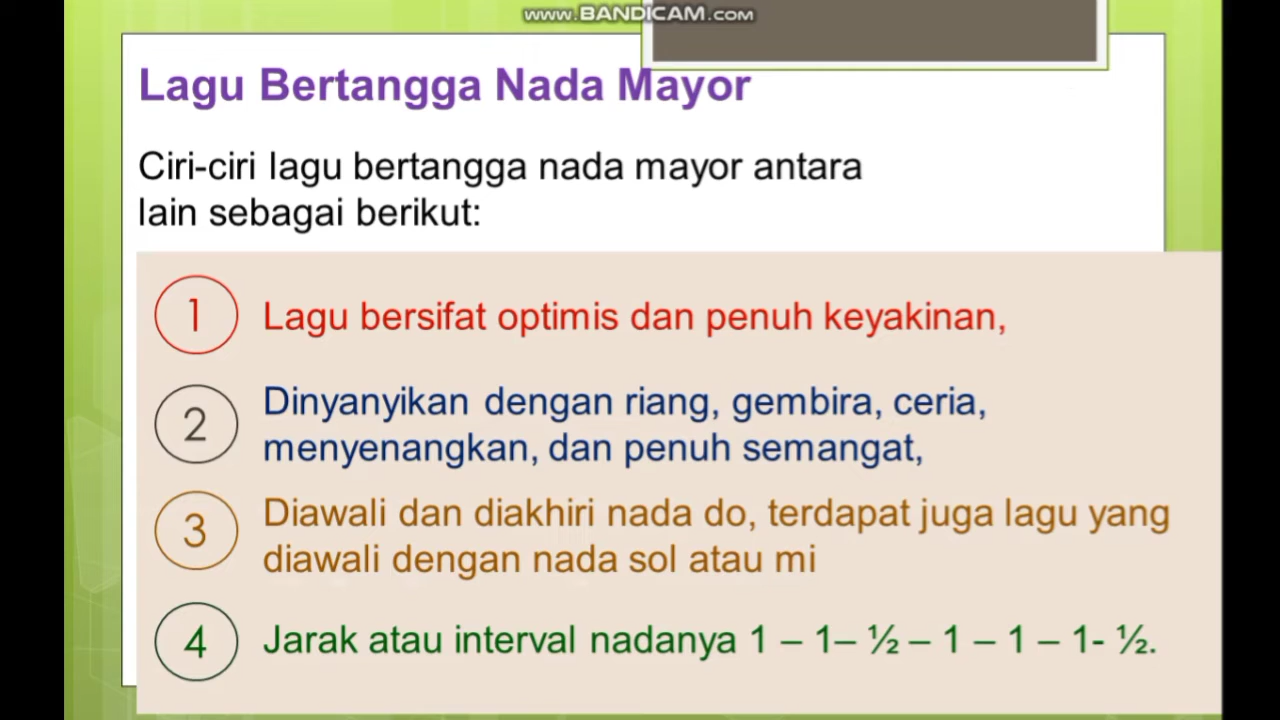 www.BANDICAM.com
Lagu Bertangga Nada Mayor
Ciri-ciri lagu bertangga nada mayor antara
lain sebagai berikut:
1 Lagu bersifat optimis dan penuh keyakinan,
2 Dinyanyikan dengan riang, gembira, ceria,
menyenangkan, dan penuh semangat,
3 Diawali dan diakhiri nada do, terdapat juga lagu yang
diawali dengan nada sol atau mi
4 Jarak atau interval nadanya 1 – 1– ½ – 1 – 1 – 1- ½.